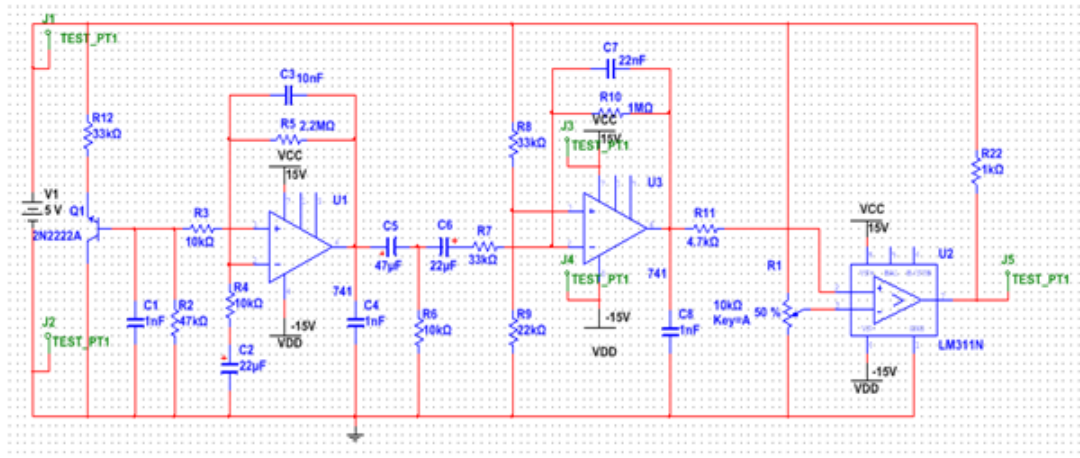 J1
TEST_PT1
R12
33kΩ
V1
5 V
Q1
2N2222A
J2
TEST_PT1
C1
1nF
R2
47kΩ
R3
10kΩ
C3 10nF
R5 2.2MΩ
VCC
15V
U1
741
R4
10kΩ
C2
22µF
-15V
VDD
C4
1nF
C5
47µF
C6
22µF
R6
10kΩ
R7
33kΩ
R8
33kΩ
R9
22kΩ
C7
22nF
R10
1MΩ
VCC
15V
J3
TEST_PT1
U3
741
J4
TEST_PT1
-15V
VDD
C8
1nF
R11
4.7kΩ
R1
10kΩ
Key=A
50 %
VCC
15V
U2
LM311N
-15V
VDD
R22
1kΩ
J5
TEST_PT1